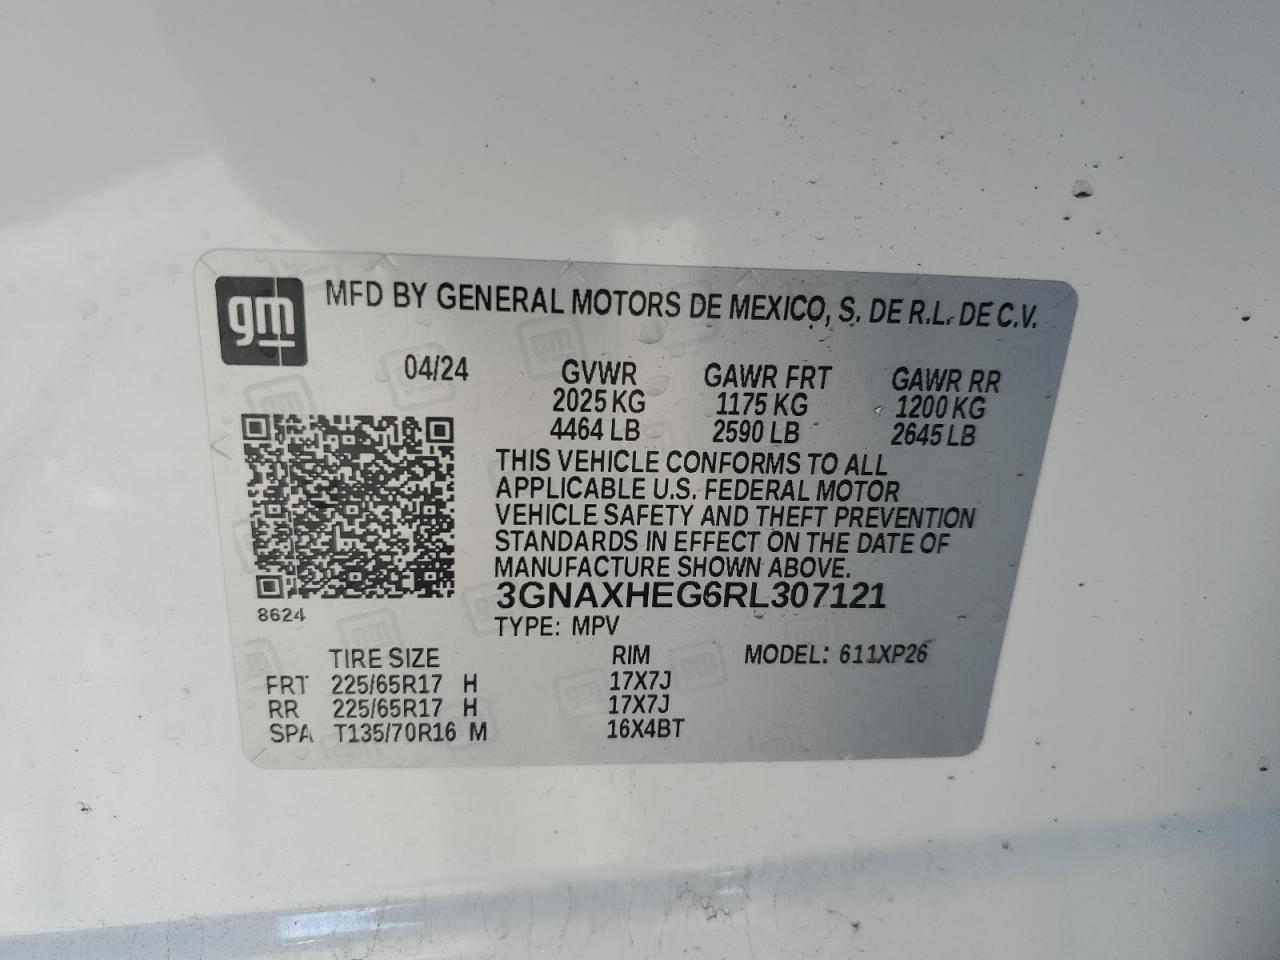 gm
MFD BY GENERAL MOTORS DE MEXICO, S. DE R.L. DE C.V.
04/24
GVWR GAWR FRT GAWR RR
2025 KG 1175 KG 1200 KG
4464 LB 2590 LB 2645 LB
THIS VEHICLE CONFORMS TO ALL
APPLICABLE U.S. FEDERAL MOTOR
VEHICLE SAFETY AND THEFT PREVENTION
STANDARDS IN EFFECT ON THE DATE OF
MANUFACTURE SHOWN ABOVE.
3GNAXHEG6RL307121
8624
TYPE: MPV
TIRE SIZE RIM MODEL: 611XP26
FRT 225/65R17 H 17X7J
RR 225/65R17 H 17X7J
SPA T135/70R16 M 16X4BT